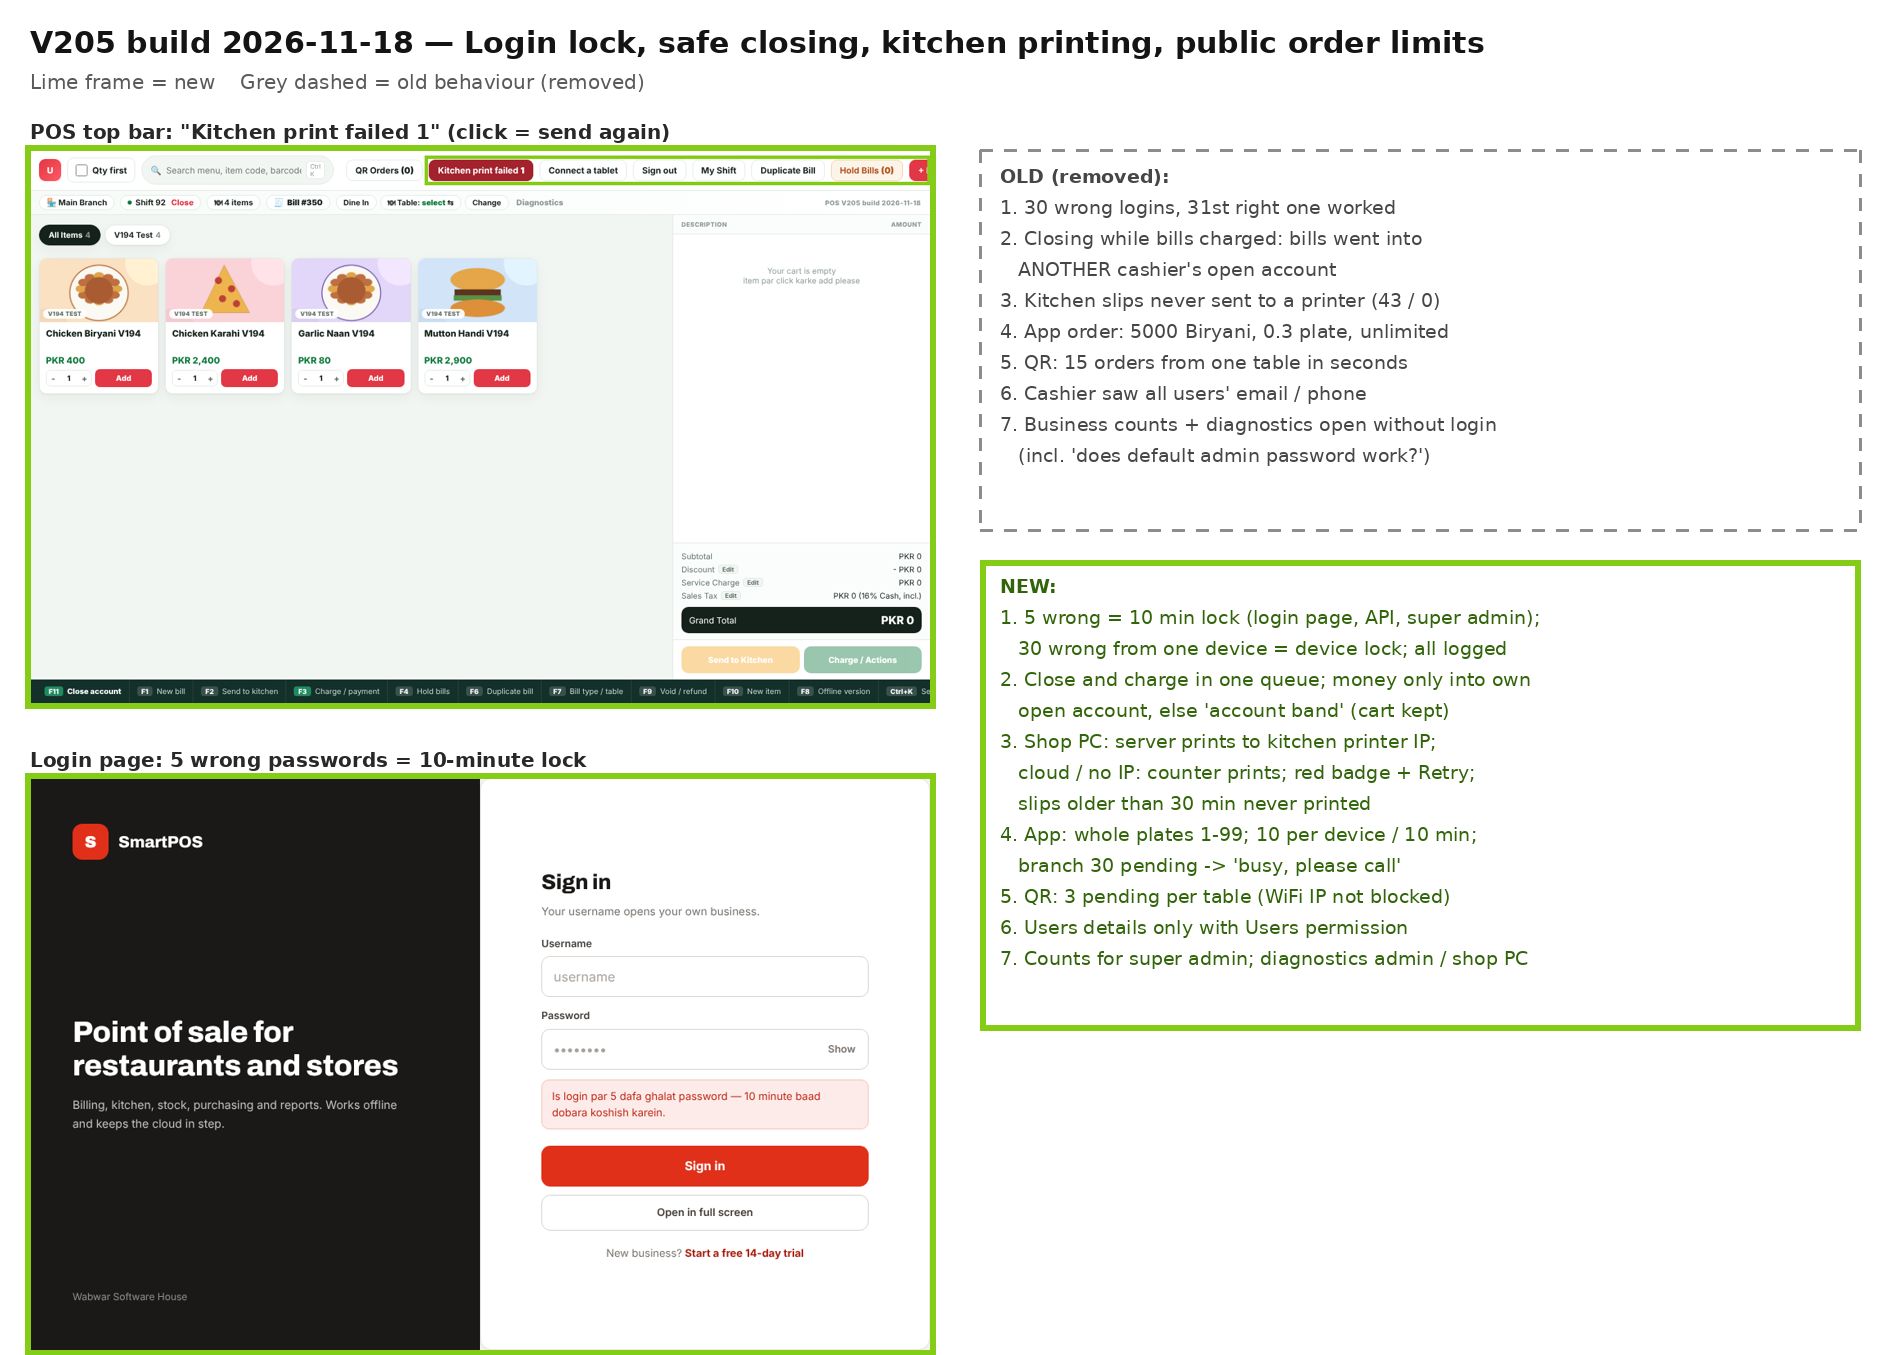 V205 build 2026-11-18 — Login lock, safe closing, kitchen printing, public order limits
Lime frame = new    Grey dashed = old behaviour (removed)
POS top bar: "Kitchen print failed 1" (click = send again)
U Qty first Search menu, item code, barcode Ctrl K QR Orders (0) Kitchen print failed 1 Connect a tablet Sign out My Shift Duplicate Bill Hold Bills (0) +
Main Branch Shift 92 Close 4 items Bill #350 Dine In Table: select Change Diagnostics POS V205 build 2026-11-18
All Items 4 V194 Test 4
DESCRIPTION AMOUNT
Your cart is empty
item par click karke add please
V194 TEST V194 TEST V194 TEST V194 TEST
Chicken Biryani V194 Chicken Karahi V194 Garlic Naan V194 Mutton Handi V194
PKR 400 PKR 2,400 PKR 80 PKR 2,900
- 1 + Add - 1 + Add - 1 + Add - 1 + Add
Subtotal PKR 0
Discount Edit - PKR 0
Service Charge Edit PKR 0
Sales Tax Edit PKR 0 (16% Cash, incl.)
Grand Total PKR 0
Send to Kitchen Charge / Actions
F11 Close account F1 New bill F2 Send to kitchen F3 Charge / payment F4 Hold bills F6 Duplicate bill F7 Bill type / table F9 Void / refund F10 New item F8 Offline version Ctrl+K Se
Login page: 5 wrong passwords = 10-minute lock
S SmartPOS
Point of sale for
restaurants and stores
Billing, kitchen, stock, purchasing and reports. Works offline
and keeps the cloud in step.
Wabwar Software House
Sign in
Your username opens your own business.
Username
username
Password
•••••••• Show
Is login par 5 dafa ghalat password — 10 minute baad
dobara koshish karein.
Sign in
Open in full screen
New business? Start a free 14-day trial
OLD (removed):
1. 30 wrong logins, 31st right one worked
2. Closing while bills charged: bills went into
ANOTHER cashier's open account
3. Kitchen slips never sent to a printer (43 / 0)
4. App order: 5000 Biryani, 0.3 plate, unlimited
5. QR: 15 orders from one table in seconds
6. Cashier saw all users' email / phone
7. Business counts + diagnostics open without login
(incl. 'does default admin password work?')
NEW:
1. 5 wrong = 10 min lock (login page, API, super admin);
30 wrong from one device = device lock; all logged
2. Close and charge in one queue; money only into own
open account, else 'account band' (cart kept)
3. Shop PC: server prints to kitchen printer IP;
cloud / no IP: counter prints; red badge + Retry;
slips older than 30 min never printed
4. App: whole plates 1-99; 10 per device / 10 min;
branch 30 pending -> 'busy, please call'
5. QR: 3 pending per table (WiFi IP not blocked)
6. Users details only with Users permission
7. Counts for super admin; diagnostics admin / shop PC